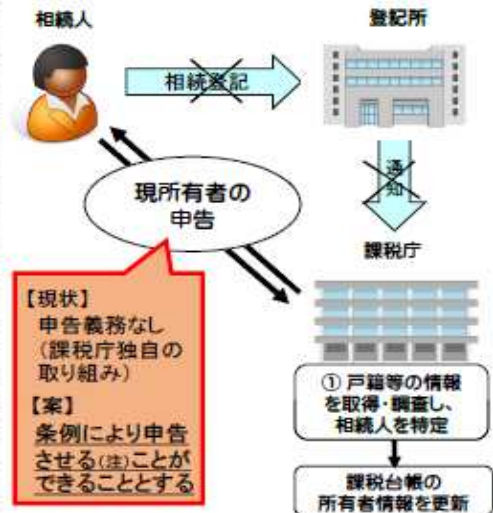 相続人
登記所
相続登記
通知
現所有者の
申告
課税庁
【現状】
申告義務なし
(課税庁独自の
取り組み)
【案】
条例により申告
させる(注)ことが
できることとする
① 戸籍等の情報
を取得・調査し、
相続人を特定
課税台帳の
所有者情報を更新